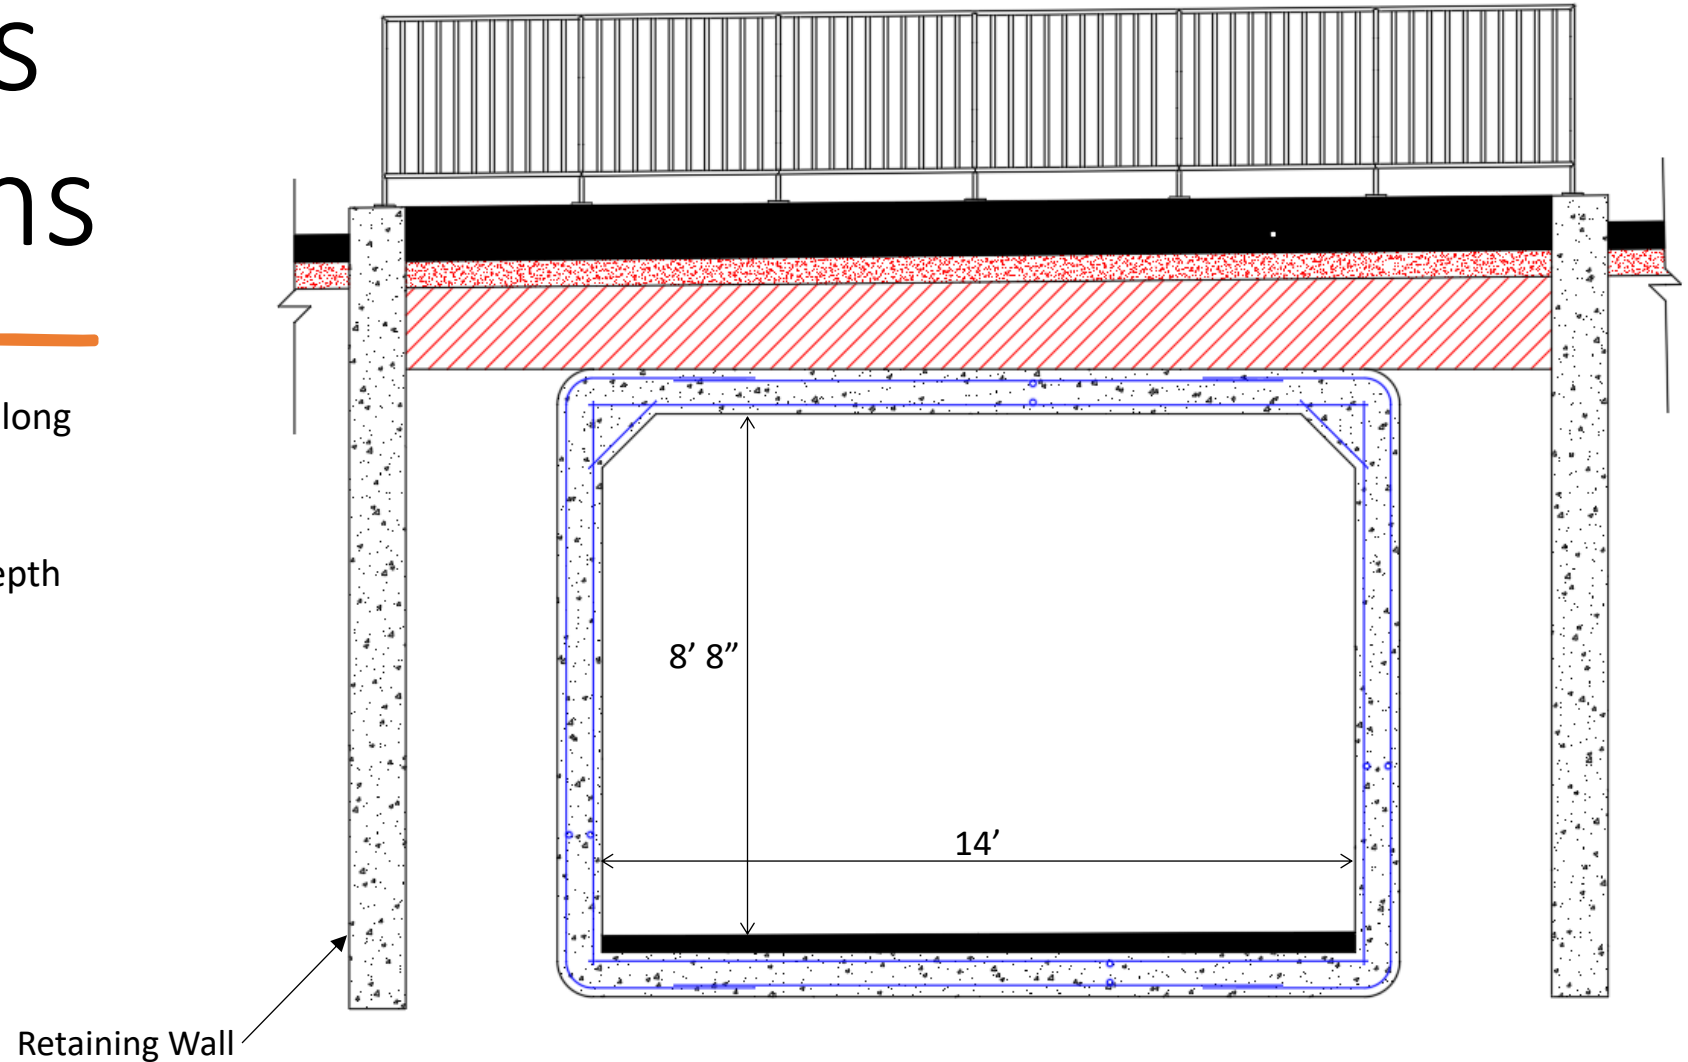 s
ns
long
epth
8’ 8”
14’
Retaining Wall